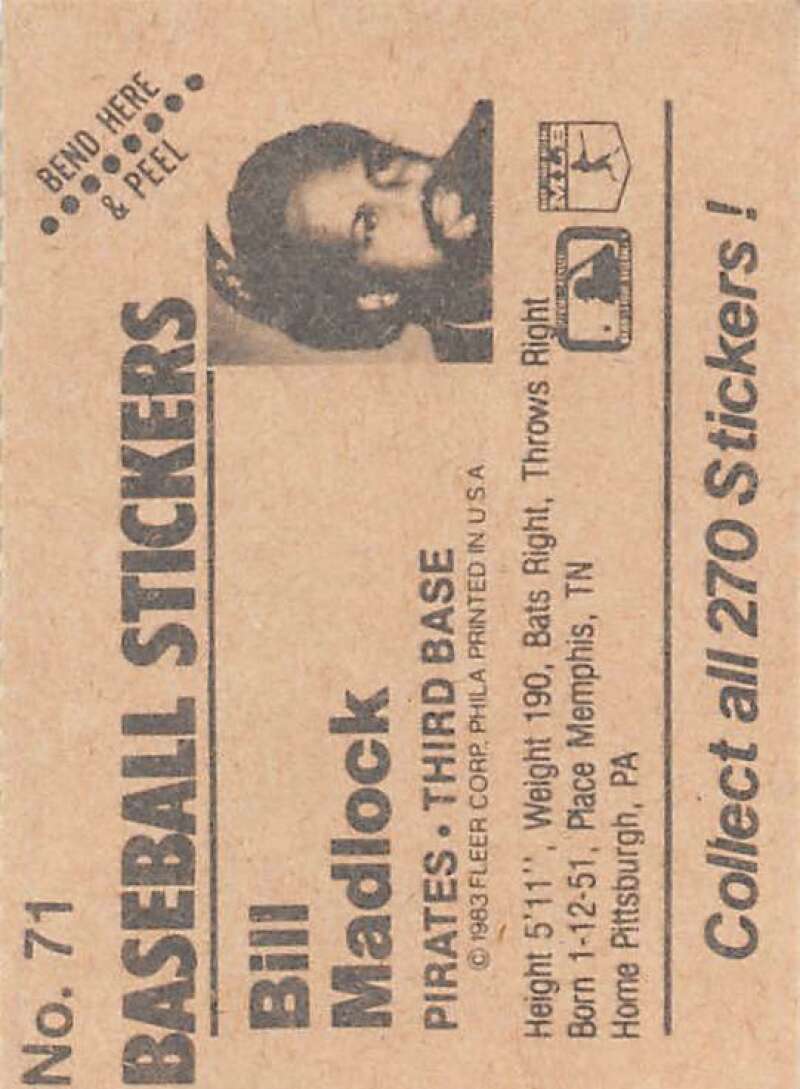 No. 71
BEND HERE
& PEEL
BASEBALL STICKERS
Bill
Madlock
PIRATES • THIRD BASE
© 1983 FLEER CORP. PHILA PRINTED IN U S A
Height 5'11'', Weight 190, Bats Right, Throws Right
Born 1-12-51, Place Memphis, TN
Home Pittsburgh, PA
Collect all 270 Stickers!